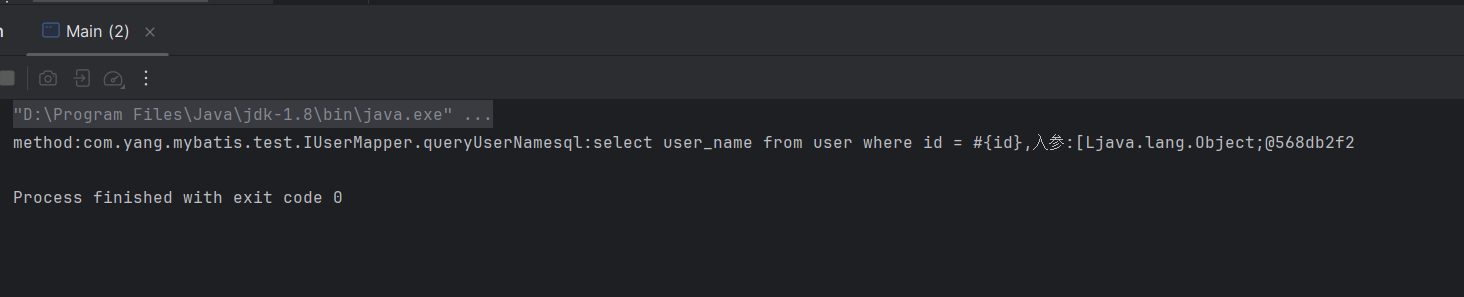 Main (2)
"D:\Program Files\Java\jdk-1.8\bin\java.exe" ...
method:com.yang.mybatis.test.IUserMapper.queryUserNamesql:select user_name from user where id = #{id},入参:[Ljava.lang.Object;@568db2f2
Process finished with exit code 0